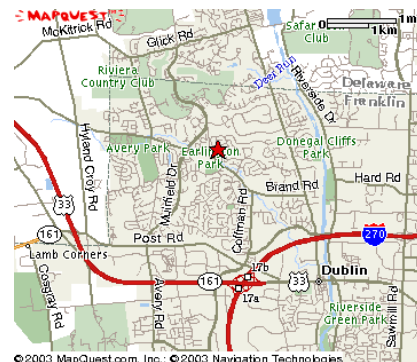 MAPQUEST
McKitrick Rd
Glick Rd
Safar
Club
0 1m
1km
Riviera
Country Club
Deer Run
Riverside Dr
Delaware
Franklin
Hyland Croy Rd
Avery Park
Muirfield Dr
Earlington
Park
Donegal Cliffs
Park
Brand Rd
Hard Rd
33
161
Post Rd
Coffman Rd
270
Lamb Corners
Cosgray Rd
Avery Rd
161
17b
17a
33
Dublin
Riverside
Green Park
Sawmill Rd
©2003 MapQuest.com, Inc.; ©2003 Navigation Technologies